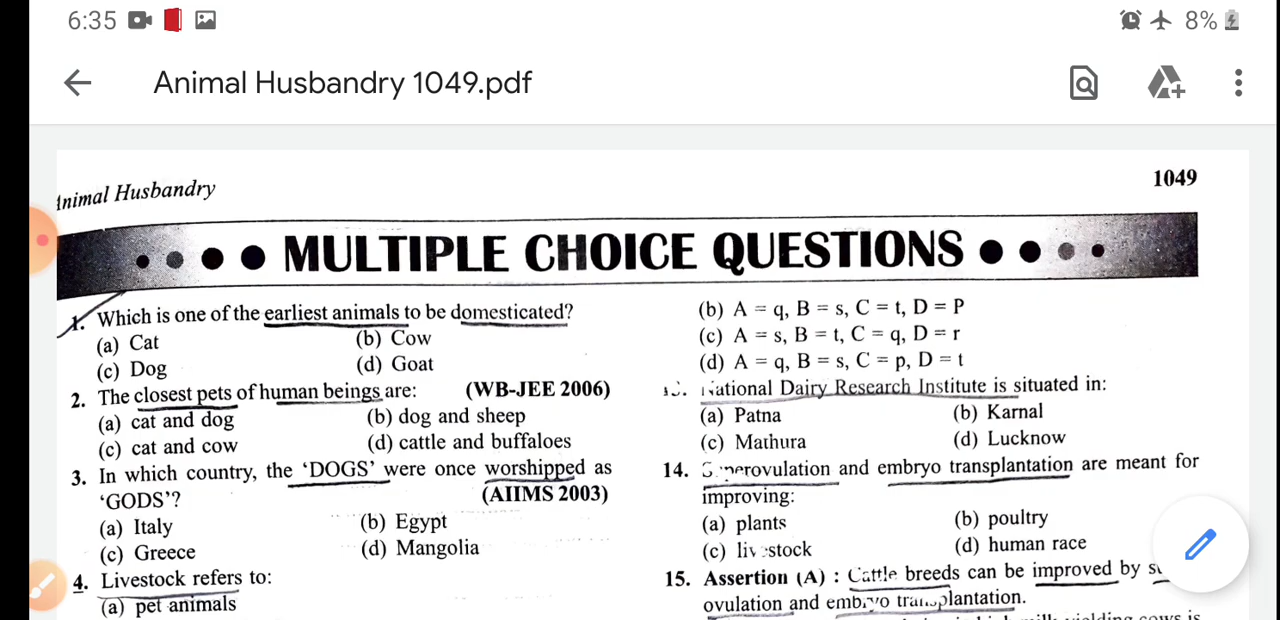 6:35
8%
Animal Husbandry 1049.pdf
nimal Husbandry
1049
MULTIPLE CHOICE QUESTIONS
1. Which is one of the earliest animals to be domesticated?
(a) Cat (b) Cow
(c) Dog (d) Goat
2. The closest pets of human beings are: (WB-JEE 2006)
(a) cat and dog (b) dog and sheep
(c) cat and cow (d) cattle and buffaloes
3. In which country, the ‘DOGS’ were once worshipped as
‘GODS’? (AIIMS 2003)
(a) Italy (b) Egypt
(c) Greece (d) Mangolia
4. Livestock refers to:
(a) pet animals
(b) A = q, B = s, C = t, D = P
(c) A = s, B = t, C = q, D = r
(d) A = q, B = s, C = p, D = t
National Dairy Research Institute is situated in:
(a) Patna (b) Karnal
(c) Mathura (d) Lucknow
14. Superovulation and embryo transplantation are meant for
improving:
(a) plants (b) poultry
(c) livestock (d) human race
15. Assertion (A) : Cattle breeds can be improved by
ovulation and embryo transplantation.